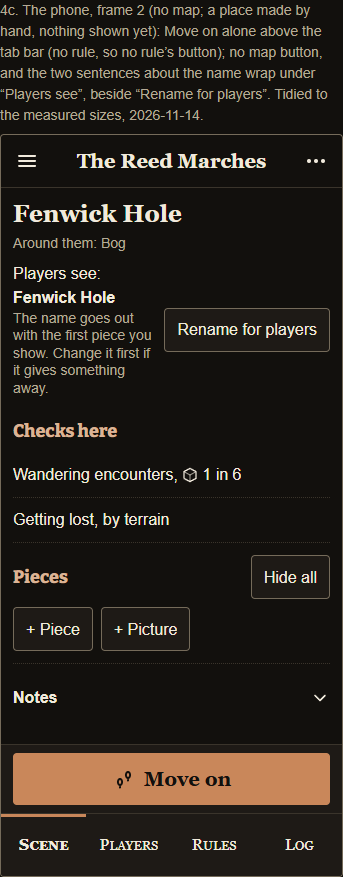 4c. The phone, frame 2 (no map; a place made by
hand, nothing shown yet): Move on alone above the
tab bar (no rule, so no rule’s button); no map button,
and the two sentences about the name wrap under
“Players see”, beside “Rename for players”. Tidied to
the measured sizes, 2026-11-14.
The Reed Marches
Fenwick Hole
Around them: Bog
Players see:
Fenwick Hole
The name goes out
with the first piece you
show. Change it first if
it gives something
away.
Rename for players
Checks here
Wandering encounters, 1 in 6
Getting lost, by terrain
Pieces
Hide all
+ Piece
+ Picture
Notes
Move on
Scene
Players
Rules
Log